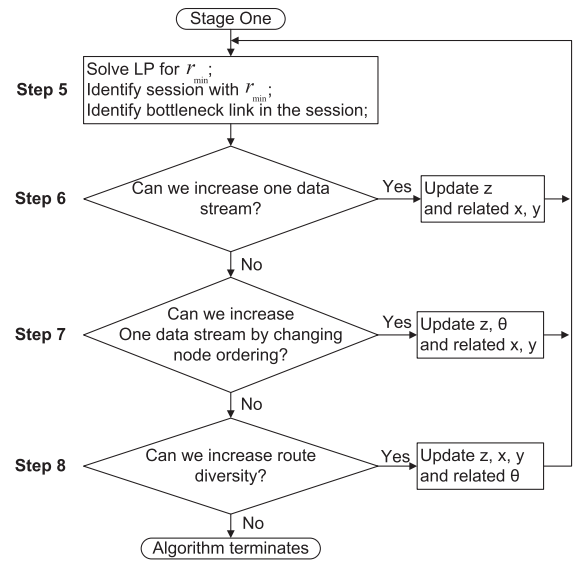 Stage One
Step 5
Solve LP for r min;
Identify session with r min;
Identify bottleneck link in the session;
Step 6
Can we increase one data
stream?
Yes
Update z
and related x, y
No
Step 7
Can we increase
One data stream by changing
node ordering?
Yes
Update z, θ
and related x, y
No
Step 8
Can we increase route
diversity?
Yes
Update z, x, y
and related θ
No
Algorithm terminates